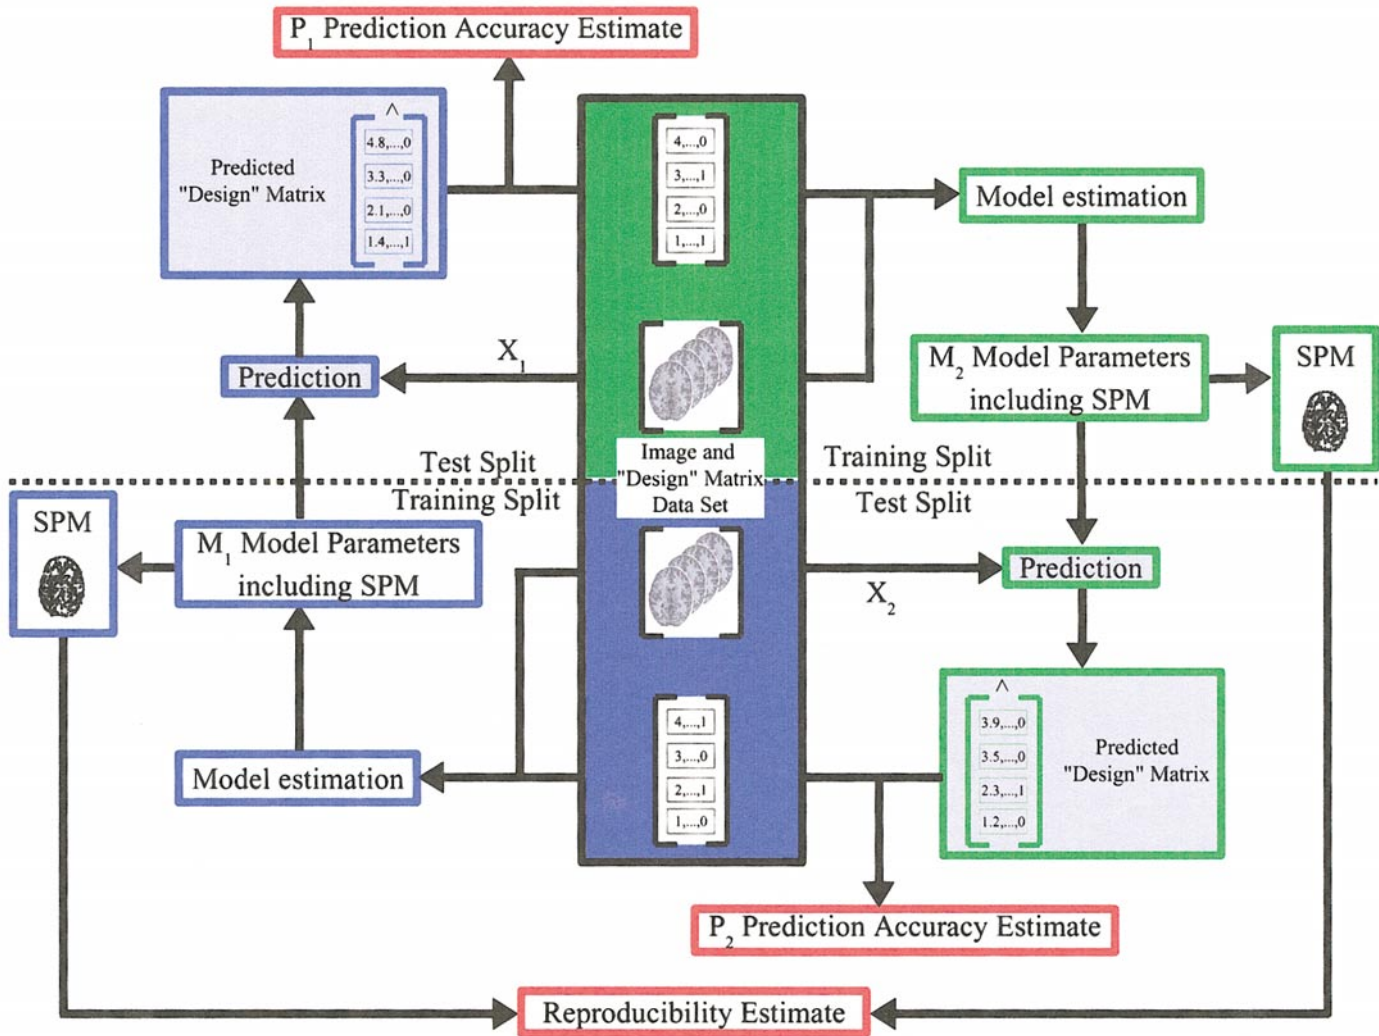 P1 Prediction Accuracy Estimate
^
4.8,...,0
3.3,...,0
2.1,...,0
1.4,...,1
Predicted
"Design" Matrix
4,...,0
3,...,1
2,...,0
1,...,1
Model estimation
X1
Prediction
M2 Model Parameters
including SPM
SPM
Test Split
Training Split
Image and
"Design" Matrix
Data Set
Training Split
Test Split
SPM
M1 Model Parameters
including SPM
X2
Prediction
Model estimation
4,...,1
3,...,0
2,...,1
1,...,0
^
3.9,...,0
3.5,...,0
2.3,...,1
1.2,...,0
Predicted
"Design" Matrix
P2 Prediction Accuracy Estimate
Reproducibility Estimate